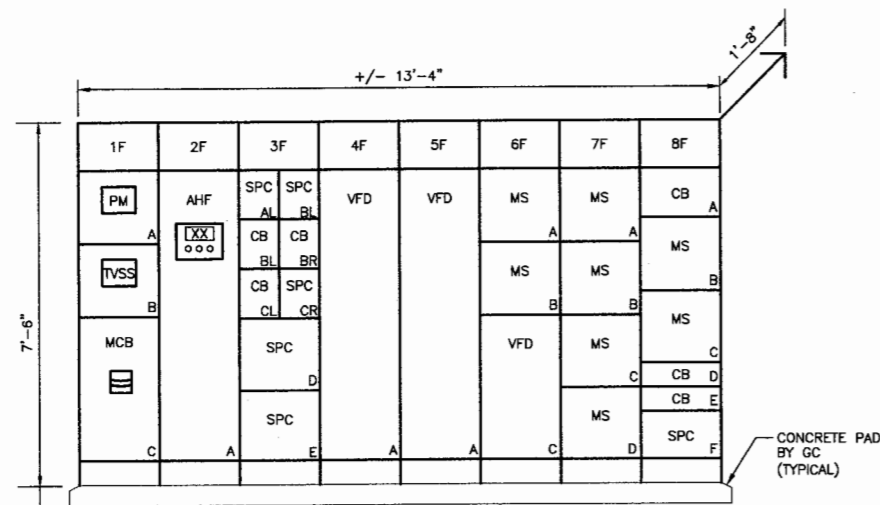 1'-8"
+/- 13'-4"
7'-6"
1F 2F 3F 4F 5F 6F 7F 8F
PM
A
TVSS
B
MCB
C
AHF
XX
A
SPC AL SPC BL
CB BL CB BR
CB CL SPC CR
SPC D
SPC E
VFD
A
VFD
A
MS A
MS B
VFD
C
MS A
MS B
MS C
MS D
CB A
MS B
MS C
CB D
CB E
SPC F
CONCRETE PAD
BY GC
(TYPICAL)